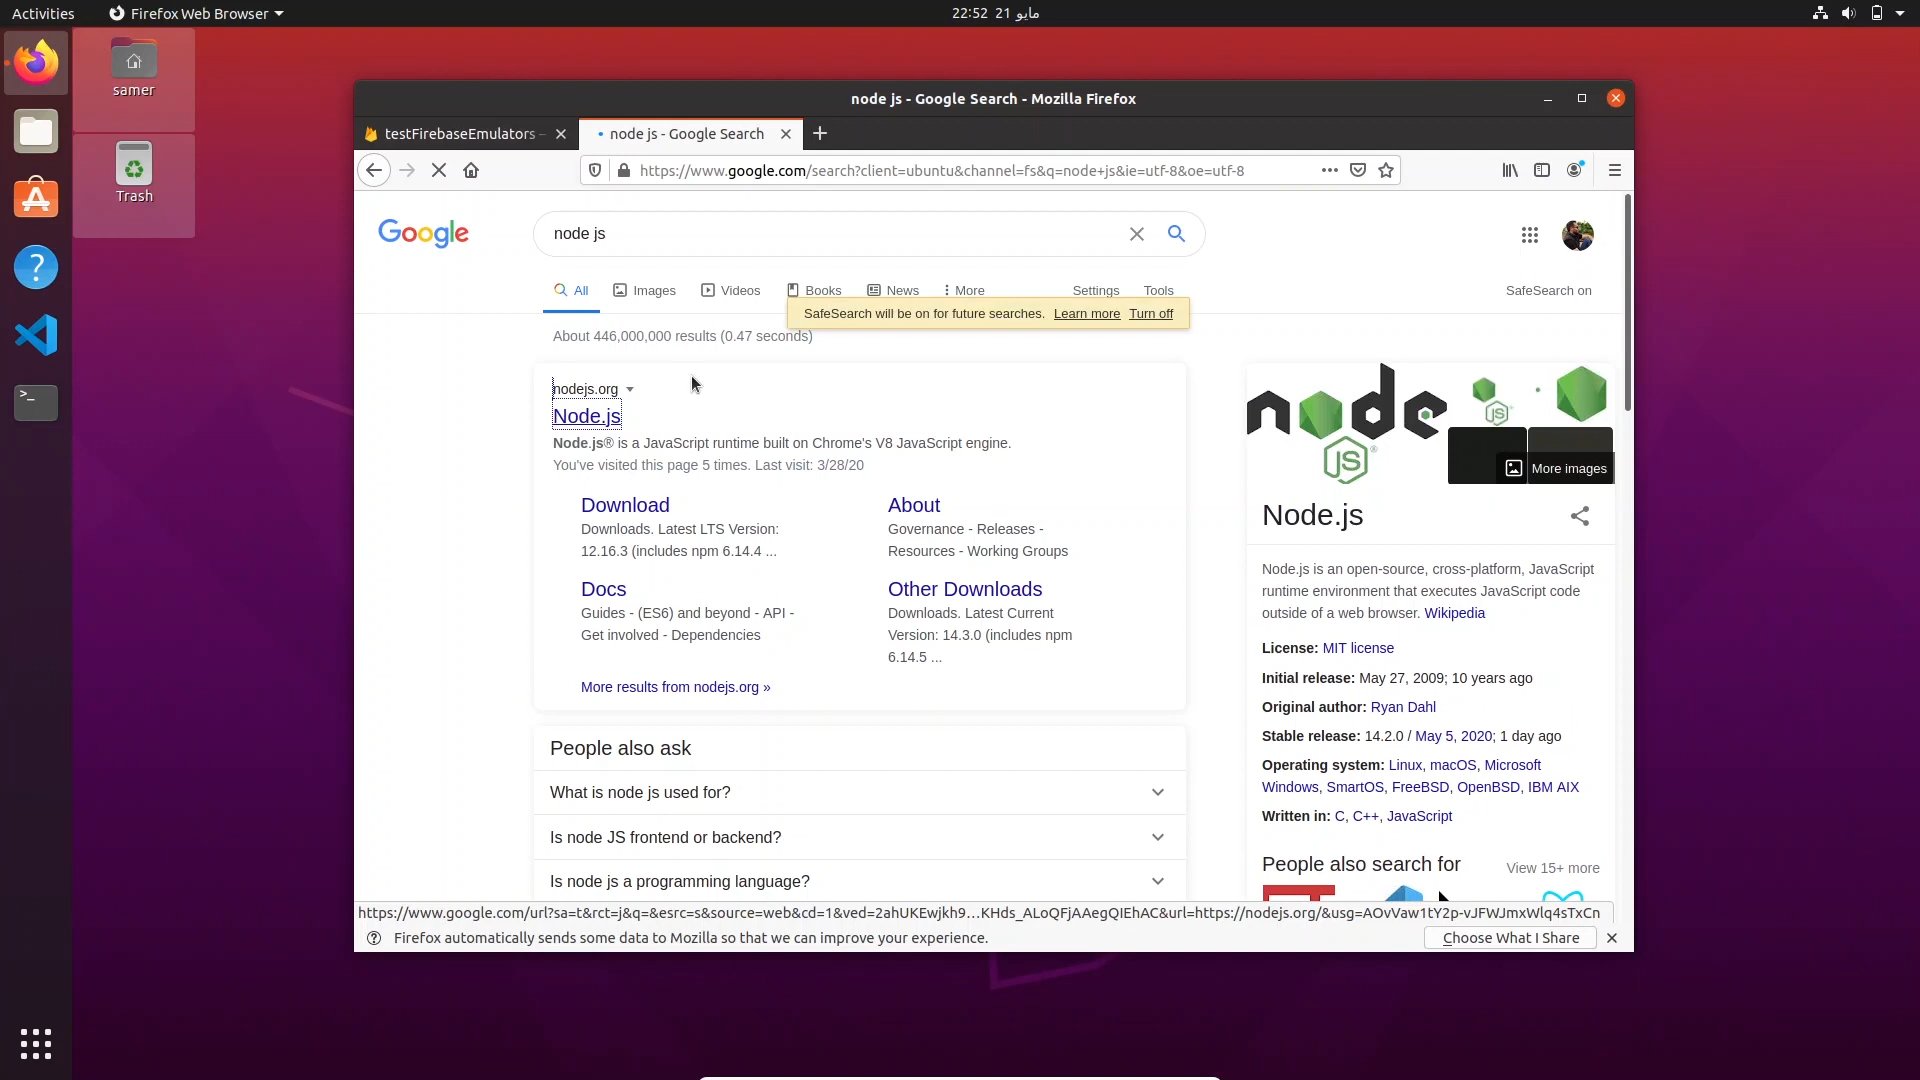 Activities
Firefox Web Browser
22:52 21 مايو
samer
Trash
node js - Google Search - Mozilla Firefox
testFirebaseEmulators –
node js - Google Search
https://www.google.com/search?client=ubuntu&channel=fs&q=node+js&ie=utf-8&oe=utf-8
Google
node js
All
Images
Videos
Books
News
More
Settings
Tools
SafeSearch on
SafeSearch will be on for future searches. Learn more Turn off
About 446,000,000 results (0.47 seconds)
nodejs.org
Node.js
Node.js® is a JavaScript runtime built on Chrome's V8 JavaScript engine.
You've visited this page 5 times. Last visit: 3/28/20
Download
Downloads. Latest LTS Version:
12.16.3 (includes npm 6.14.4 ...
About
Governance - Releases -
Resources - Working Groups
Docs
Guides - (ES6) and beyond - API -
Get involved - Dependencies
Other Downloads
Downloads. Latest Current
Version: 14.3.0 (includes npm
6.14.5 ...
More results from nodejs.org »
People also ask
What is node js used for?
Is node JS frontend or backend?
Is node js a programming language?
node
JS ®
JS
More images
Node.js
Node.js is an open-source, cross-platform, JavaScript
runtime environment that executes JavaScript code
outside of a web browser. Wikipedia
License: MIT license
Initial release: May 27, 2009; 10 years ago
Original author: Ryan Dahl
Stable release: 14.2.0 / May 5, 2020; 1 day ago
Operating system: Linux, macOS, Microsoft
Windows, SmartOS, FreeBSD, OpenBSD, IBM AIX
Written in: C, C++, JavaScript
People also search for
View 15+ more
https://www.google.com/url?sa=t&rct=j&q=&esrc=s&source=web&cd=1&ved=2ahUKEwjkh9…KHds_ALoQFjAAegQIEhAC&url=https://nodejs.org/&usg=AOvVaw1tY2p-vJFWJmxWlq4sTxCn
Firefox automatically sends some data to Mozilla so that we can improve your experience.
Choose What I Share